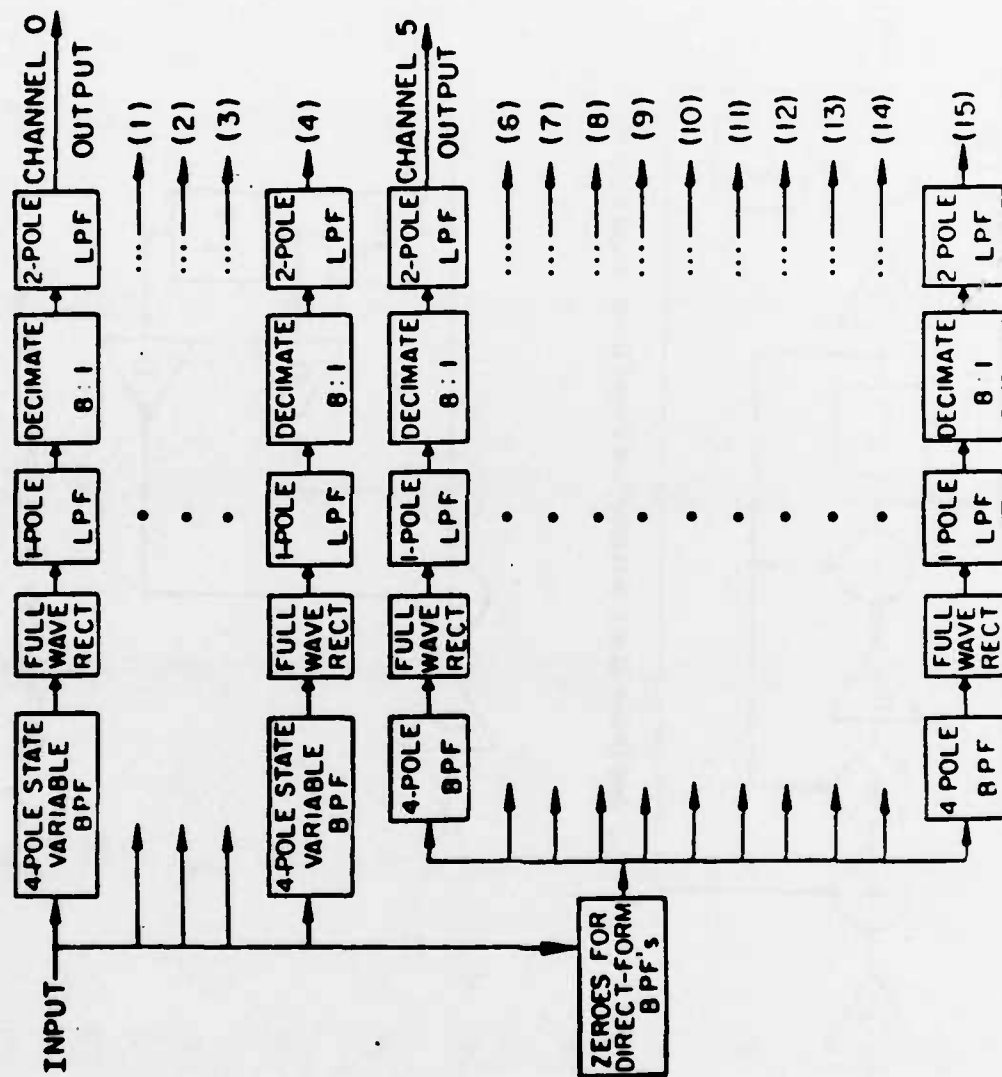 INPUT
4-POLE STATE
VARIABLE
BPF
FULL
WAVE
RECT
1-POLE
LPF
DECIMATE
8:1
2-POLE
LPF
CHANNEL 0
OUTPUT
.... (1)
.... (2)
.... (3)
4-POLE STATE
VARIABLE
BPF
FULL
WAVE
RECT
1-POLE
LPF
DECIMATE
8:1
2-POLE
LPF
(4)
ZEROES FOR
DIRECT-FORM
BPF's
4-POLE
BPF
FULL
WAVE
RECT
1-POLE
LPF
DECIMATE
8:1
2-POLE
LPF
CHANNEL 5
OUTPUT
.... (6)
.... (7)
.... (8)
.... (9)
.... (10)
.... (11)
.... (12)
.... (13)
.... (14)
4 POLE
BPF
FULL
WAVE
RECT
1 POLE
LPF
DECIMATE
8:1
2 POLE
LPF
(15)